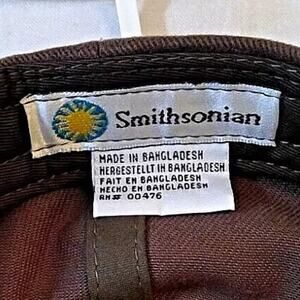 Smithsonian
MADE IN BANGLADESH
HERGESTELLT IN BANGLADESH
FAIT EN BANGLADESH
HECHO EN BANGLADESH
RN# 00476